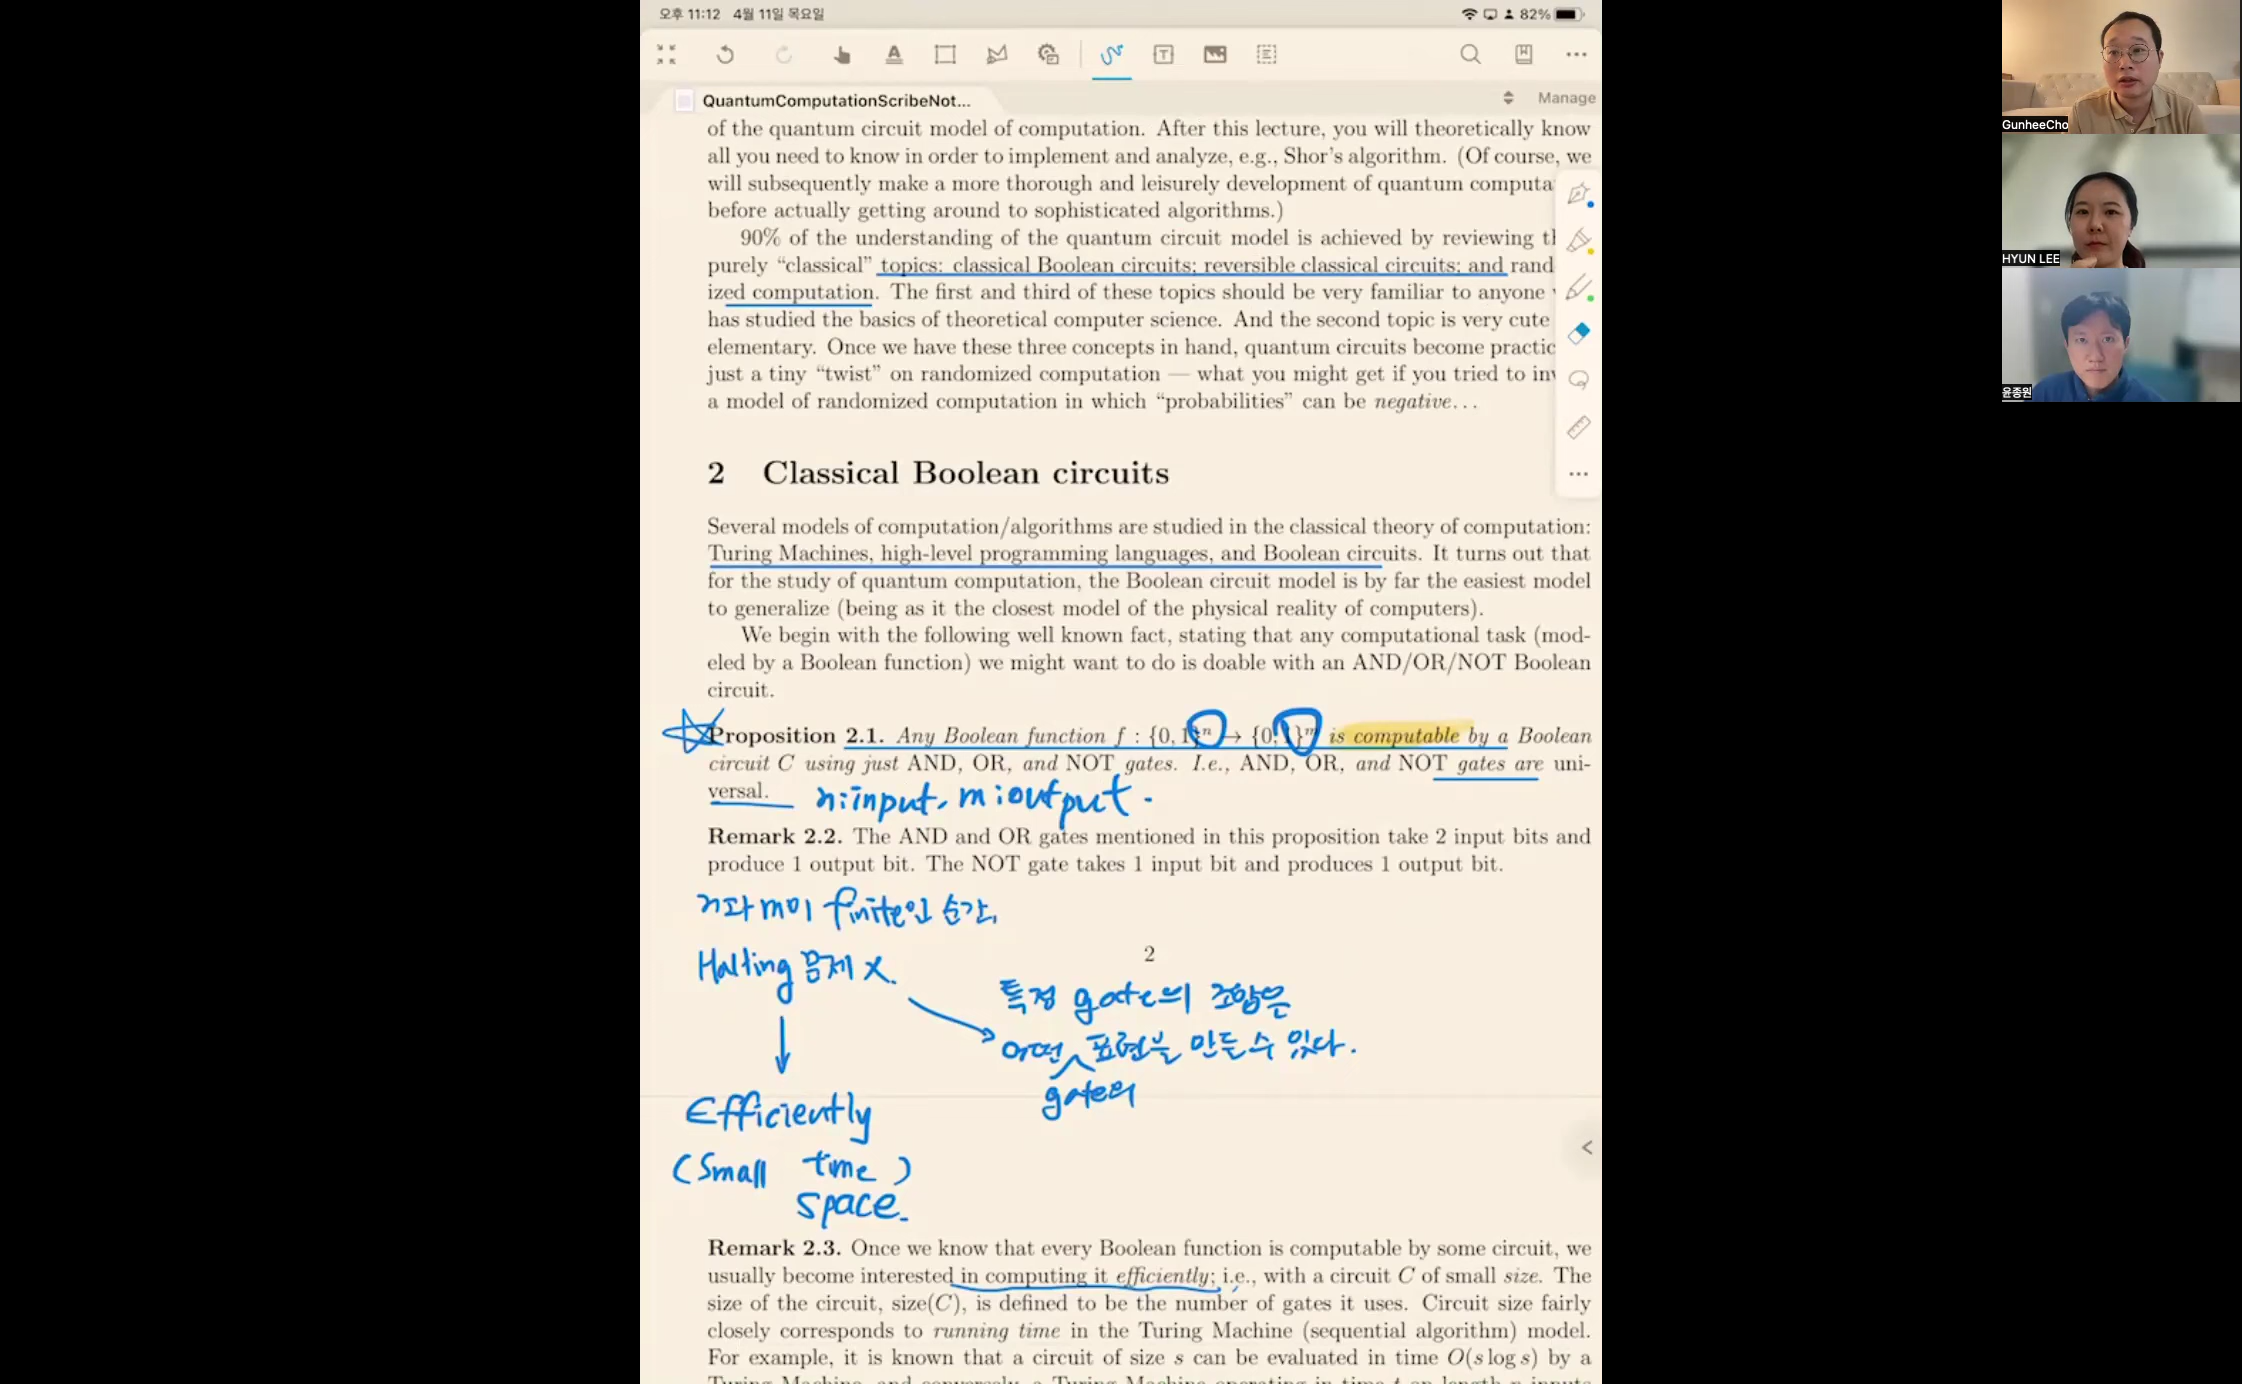 오후 11:12 4월 11일 목요일
82%
QuantumComputationScribeNot...
Manage
of the quantum circuit model of computation. After this lecture, you will theoretically know
all you need to know in order to implement and analyze, e.g., Shor's algorithm. (Of course, we
will subsequently make a more thorough and leisurely development of quantum computa
before actually getting around to sophisticated algorithms.)
90% of the understanding of the quantum circuit model is achieved by reviewing th
purely “classical” topics: classical Boolean circuits; reversible classical circuits; and rand
ized computation. The first and third of these topics should be very familiar to anyone
has studied the basics of theoretical computer science. And the second topic is very cute
elementary. Once we have these three concepts in hand, quantum circuits become practic
just a tiny “twist” on randomized computation — what you might get if you tried to inv
a model of randomized computation in which “probabilities” can be negative...
2 Classical Boolean circuits
Several models of computation/algorithms are studied in the classical theory of computation:
Turing Machines, high-level programming languages, and Boolean circuits. It turns out that
for the study of quantum computation, the Boolean circuit model is by far the easiest model
to generalize (being as it the closest model of the physical reality of computers).
We begin with the following well known fact, stating that any computational task (mod-
eled by a Boolean function) we might want to do is doable with an AND/OR/NOT Boolean
circuit.
Proposition 2.1. Any Boolean function f : {0, 1}ⁿ → {0, 1}ᵐ is computable by a Boolean
circuit C using just AND, OR, and NOT gates. I.e., AND, OR, and NOT gates are uni-
versal.
n:input, m:output.
Remark 2.2. The AND and OR gates mentioned in this proposition take 2 input bits and
produce 1 output bit. The NOT gate takes 1 input bit and produces 1 output bit.
n과 m이 finite인 순간,
Halting 문제 X.
2
특정 gate의 조합은
어떤 표현을 만들 수 있다.
gate의
Efficiently
(Small time)
space.
Remark 2.3. Once we know that every Boolean function is computable by some circuit, we
usually become interested in computing it efficiently; i.e., with a circuit C of small size. The
size of the circuit, size(C), is defined to be the number of gates it uses. Circuit size fairly
closely corresponds to running time in the Turing Machine (sequential algorithm) model.
For example, it is known that a circuit of size s can be evaluated in time O(s log s) by a
Turing Machine, and conversely, a Turing Machine operating in time t on length n inputs
GunheeCho
HYUN LEE
윤종원